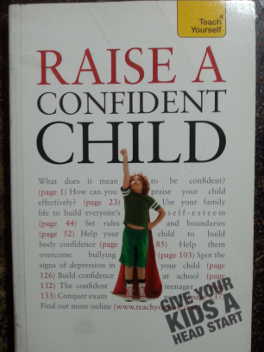 Teach
Yourself
RAISE A
CONFIDENT
CHILD
What does it mean to be confident?
(page 1) How can you praise your child
effectively? (page 23) Use your family
life to build everyone's self-esteem
(page 44) Set rules and boundaries
(page 52) Help your child to build
body confidence (page 85) Help them
overcome bullying (page 103) Spot the
signs of depression in your child (page
126) Build confidence at school (page
132) The confident teenager
133) Conquer exam
Find out more online (www.teachyo
GIVE YOUR
KIDS A
HEAD START